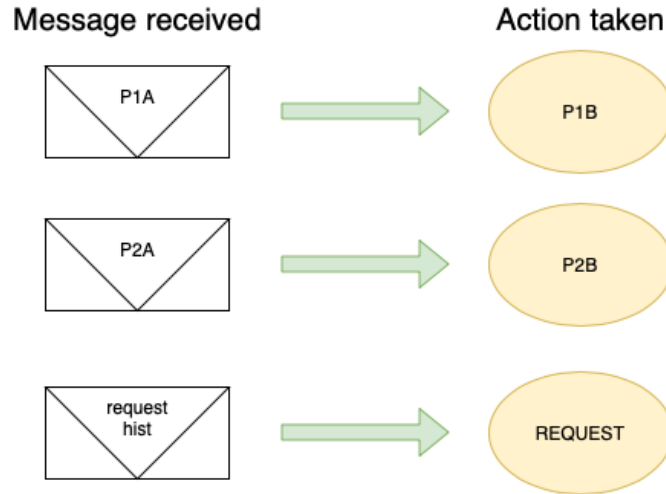 Message received
Action taken
P1A
P1B
P2A
P2B
request
hist
REQUEST